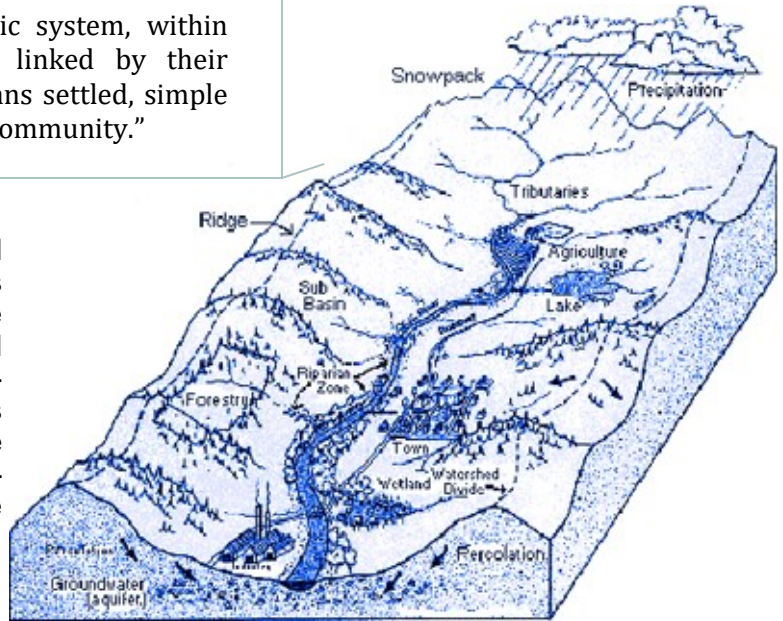 ic system, within
linked by their
ans settled, simple
ommunity.”
Snowpack
Precipitation
Tributaries
Ridge
Agriculture
Sub
Basin
Lake
Riparian
Zone
Forestry
Town
Wetland
Watershed
Divide
Percolation
Groundwater
(aquifer)